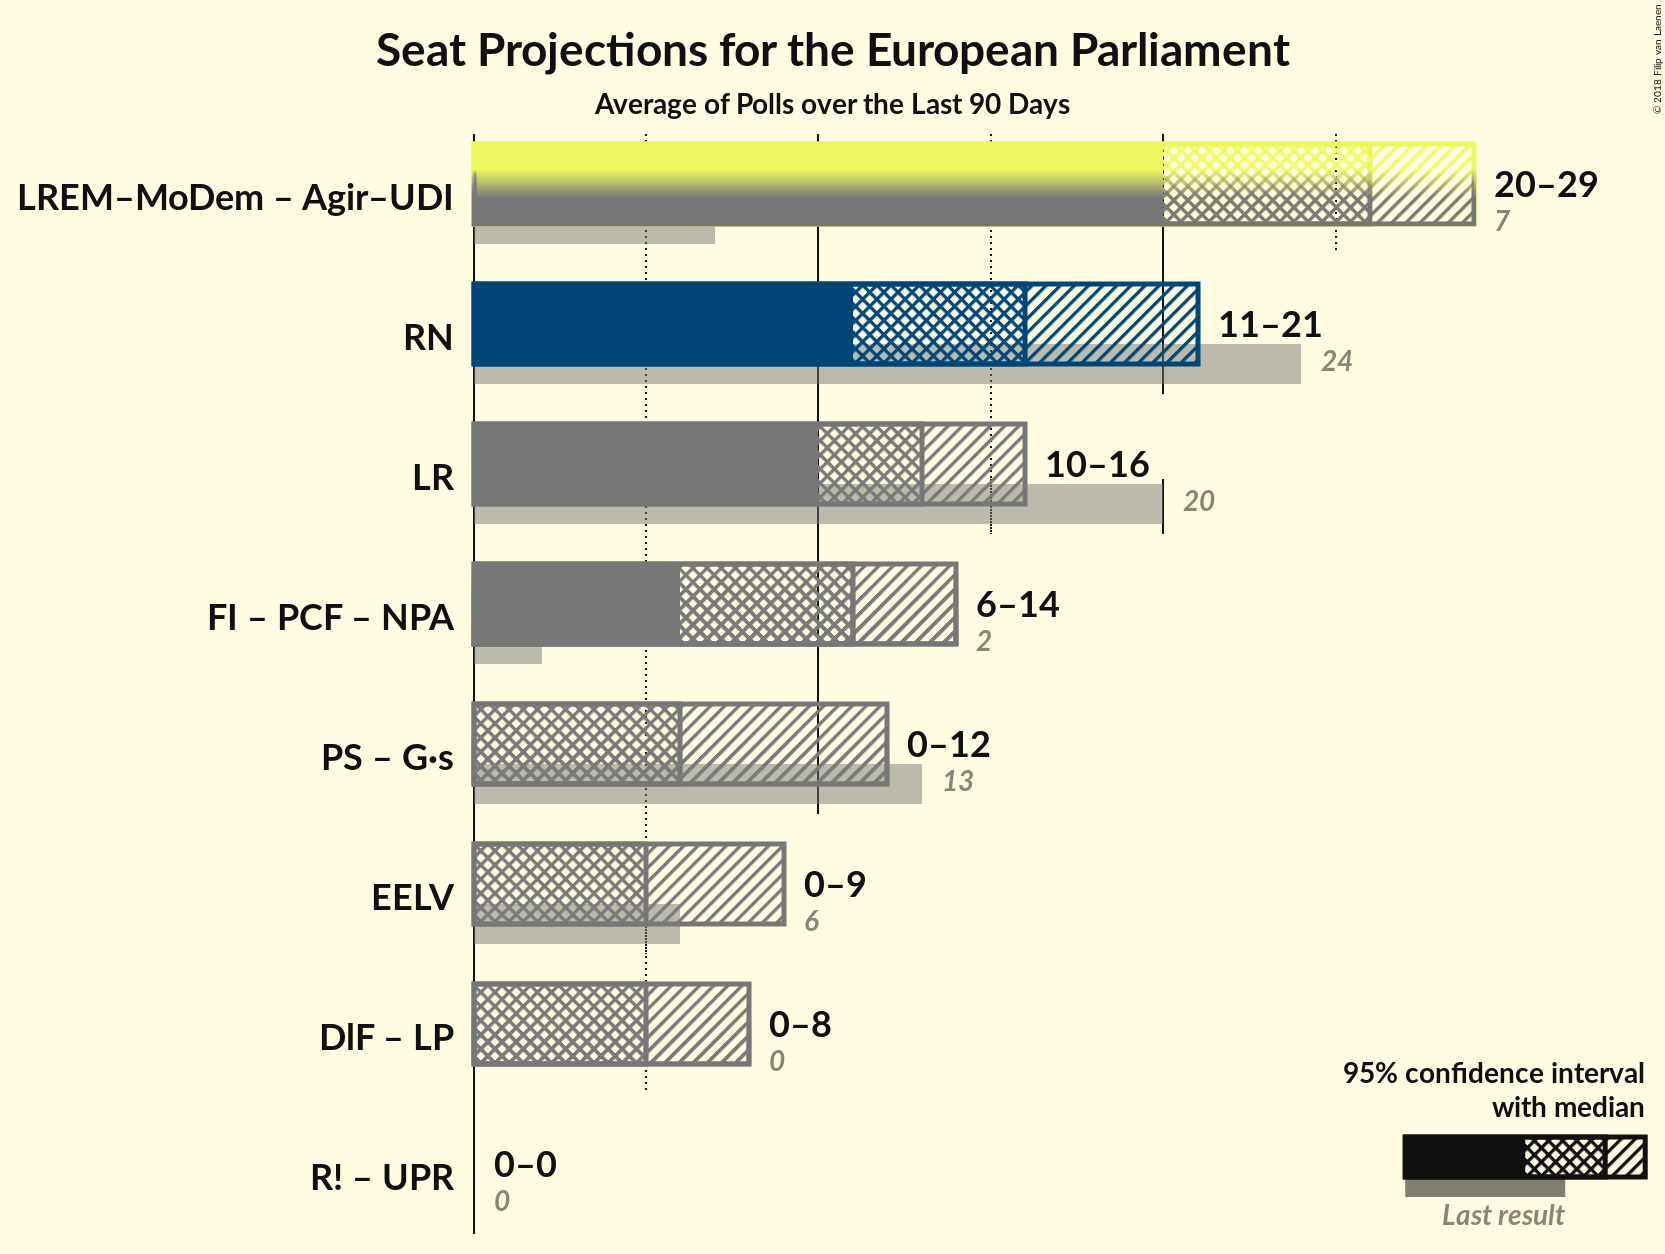 Seat Projections for the European Parliament
Average of Polls over the Last 90 Days
© 2018 Filip van Laenen
LREM–MoDem – Agir–UDI
20–29
7
RN
11–21
24
LR
10–16
20
FI – PCF – NPA
6–14
2
PS – G·s
0–12
13
EELV
0–9
6
DlF – LP
0–8
0
R! – UPR
0–0
0
95% confidence interval
with median
Last result